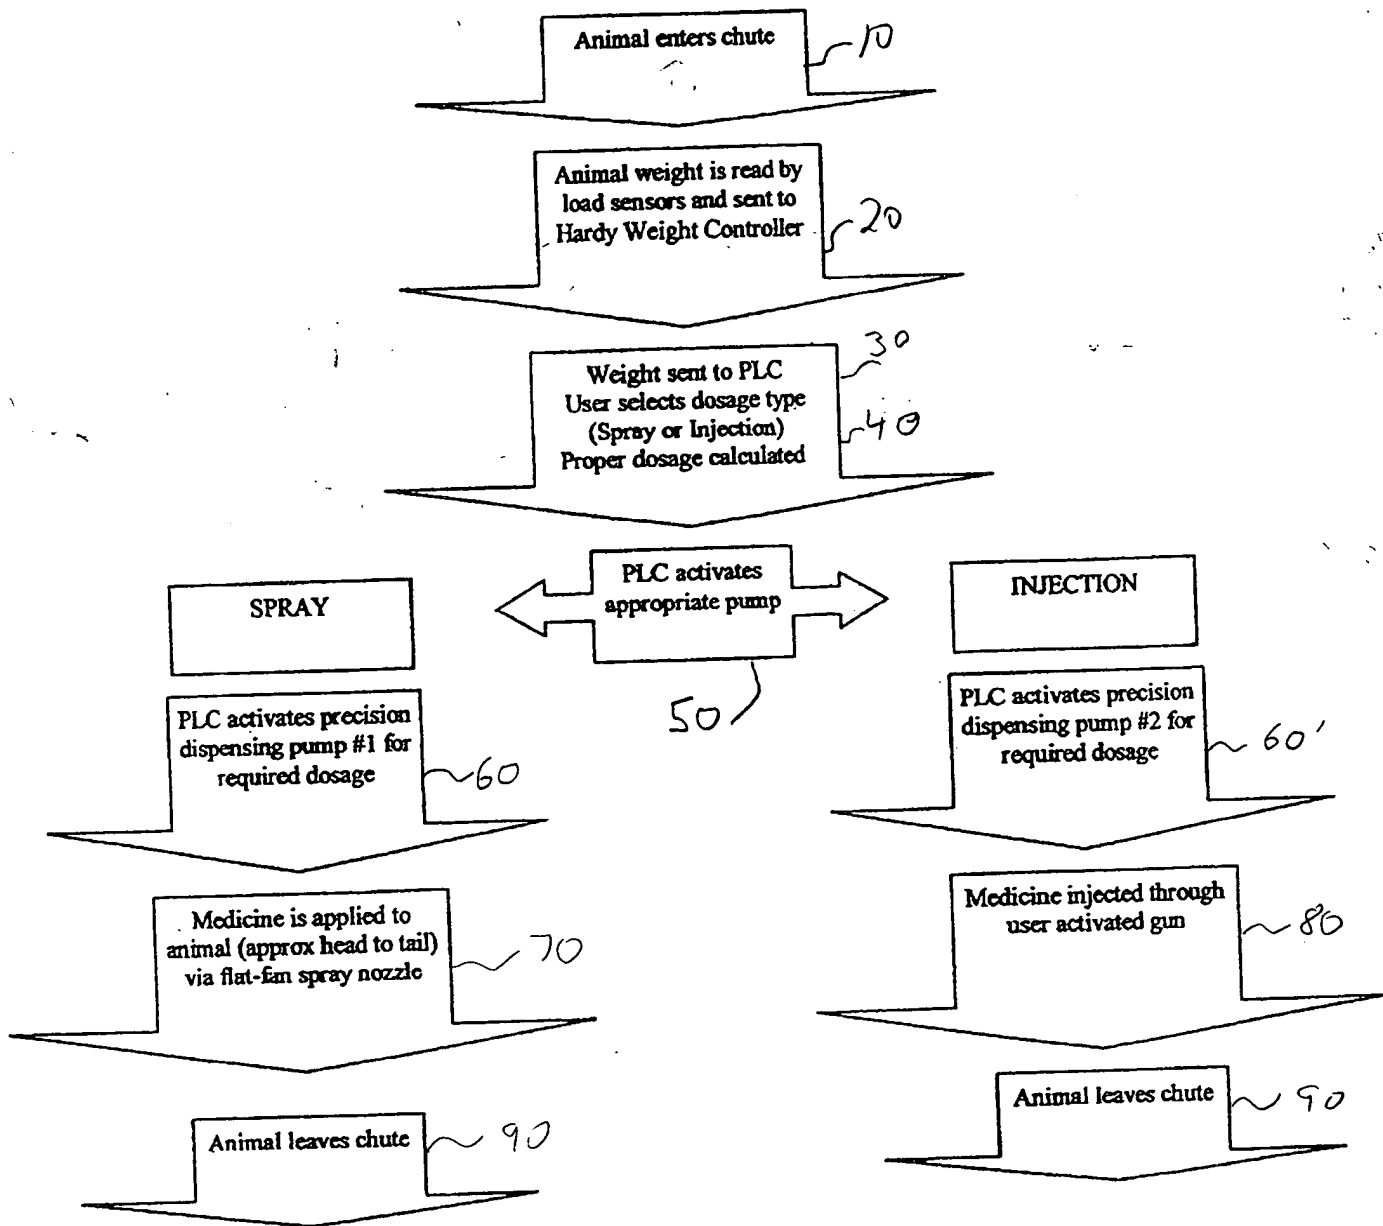 Animal enters chute
10
Animal weight is read by
load sensors and sent to
Hardy Weight Controller
20
Weight sent to PLC
User selects dosage type
(Spray or Injection)
Proper dosage calculated
30
40
PLC activates
appropriate pump
50
SPRAY
PLC activates precision
dispensing pump #1 for
required dosage
60
Medicine is applied to
animal (approx head to tail)
via flat-fan spray nozzle
70
Animal leaves chute
90
INJECTION
PLC activates precision
dispensing pump #2 for
required dosage
60'
Medicine injected through
user activated gun
80
Animal leaves chute
90